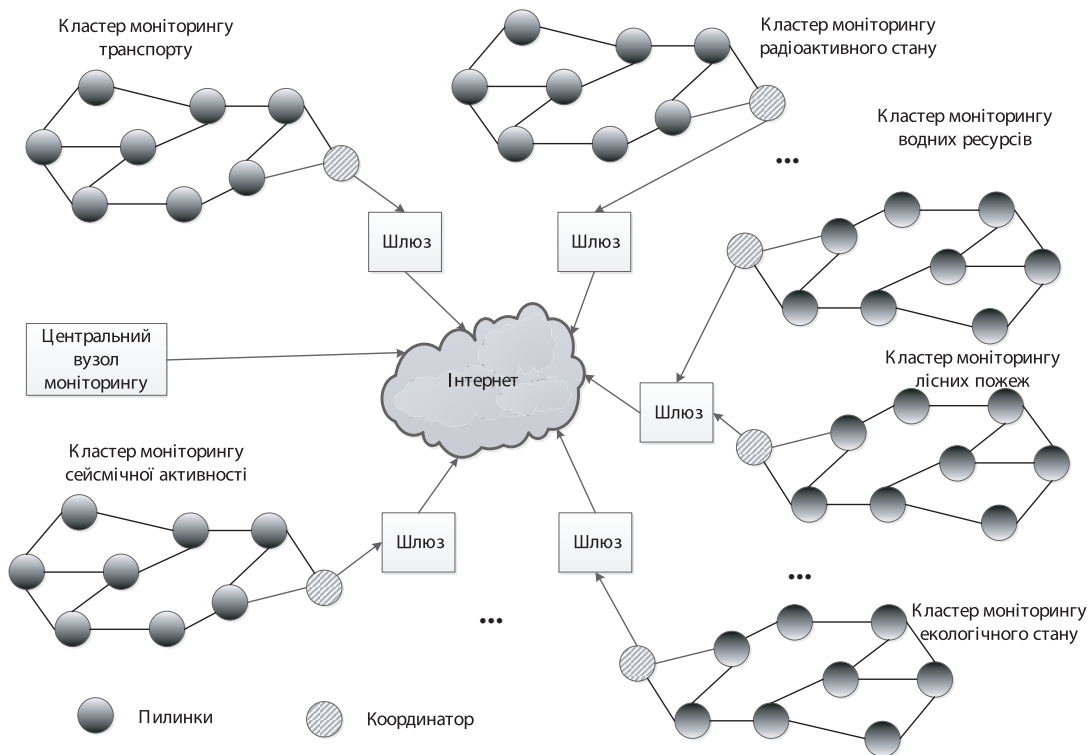 Кластер моніторингу
транспорту
Кластер моніторингу
радіоактивного стану
Кластер моніторингу
водних ресурсів
...
Шлюз
Шлюз
Центральний
вузол
моніторингу
Інтернет
Кластер моніторингу
лісних пожеж
Шлюз
Кластер моніторингу
сейсмічної активності
Шлюз
Шлюз
...
...
Кластер моніторингу
екологічного стану
Пилинки
Координатор